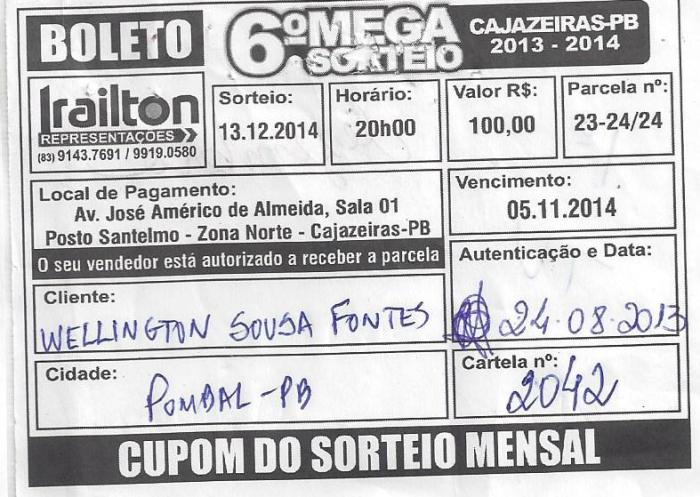 BOLETO
6º MEGA SORTEIO
CAJAZEIRAS-PB
2013 - 2014
Irailton
REPRESENTAÇÕES
(83) 9143.7691 / 9919.0580
Sorteio:
13.12.2014
Horário:
20h00
Valor R$:
100,00
Parcela nº:
23-24/24
Local de Pagamento:
Av. José Américo de Almeida, Sala 01
Posto Santelmo - Zona Norte - Cajazeiras-PB
O seu vendedor está autorizado a receber a parcela
Vencimento:
05.11.2014
Autenticação e Data:
24.08.2013
Cliente:
WELLINGTON SOUSA FONTES
Cidade:
POMBAL-PB
Cartela nº:
2042
CUPOM DO SORTEIO MENSAL